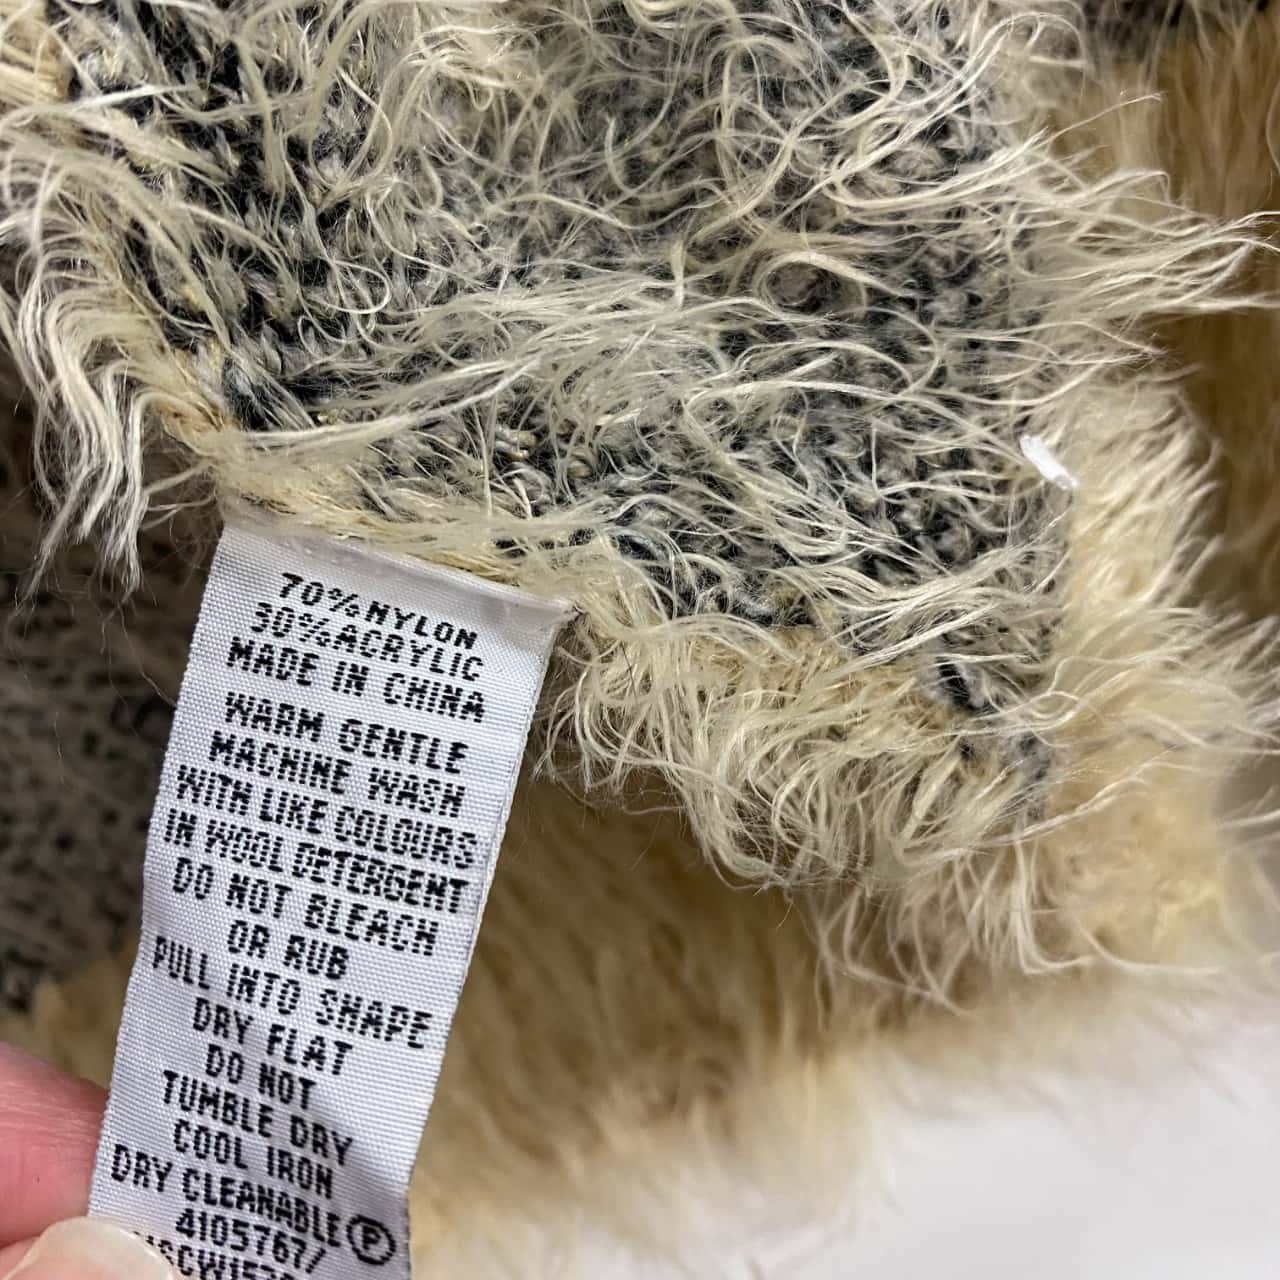 70% NYLON
30% ACRYLIC
MADE IN CHINA
WARM GENTLE
MACHINE WASH
WITH LIKE COLOURS
IN WOOL DETERGENT
DO NOT BLEACH
OR RUB
PULL INTO SHAPE
DRY FLAT
DO NOT
TUMBLE DRY
COOL IRON
DRY CLEANABLE Ⓟ
4105767/